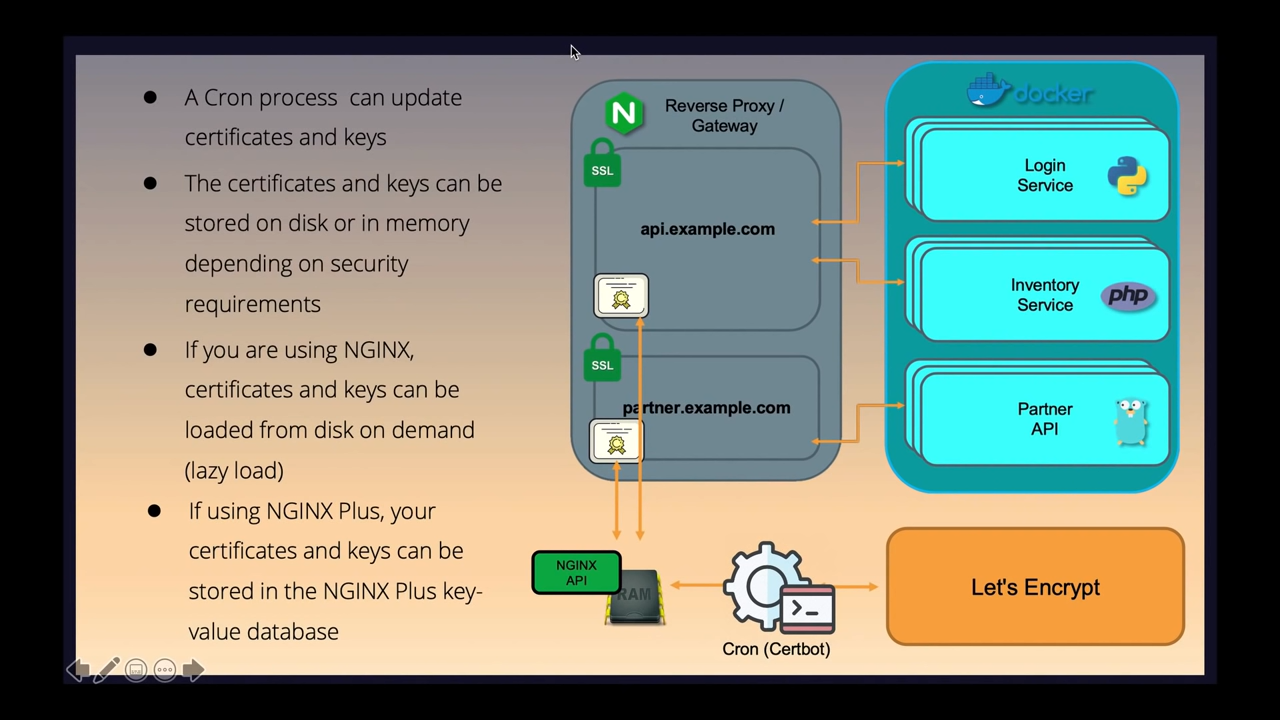 ● A Cron process can update
certificates and keys
● The certificates and keys can be
stored on disk or in memory
depending on security
requirements
● If you are using NGINX,
certificates and keys can be
loaded from disk on demand
(lazy load)
● If using NGINX Plus, your
certificates and keys can be
stored in the NGINX Plus key-
value database
N
Reverse Proxy /
Gateway
SSL
api.example.com
SSL
partner.example.com
docker
Login
Service
Inventory
Service
php
Partner
API
NGINX
API
RAM
Cron (Certbot)
Let's Encrypt